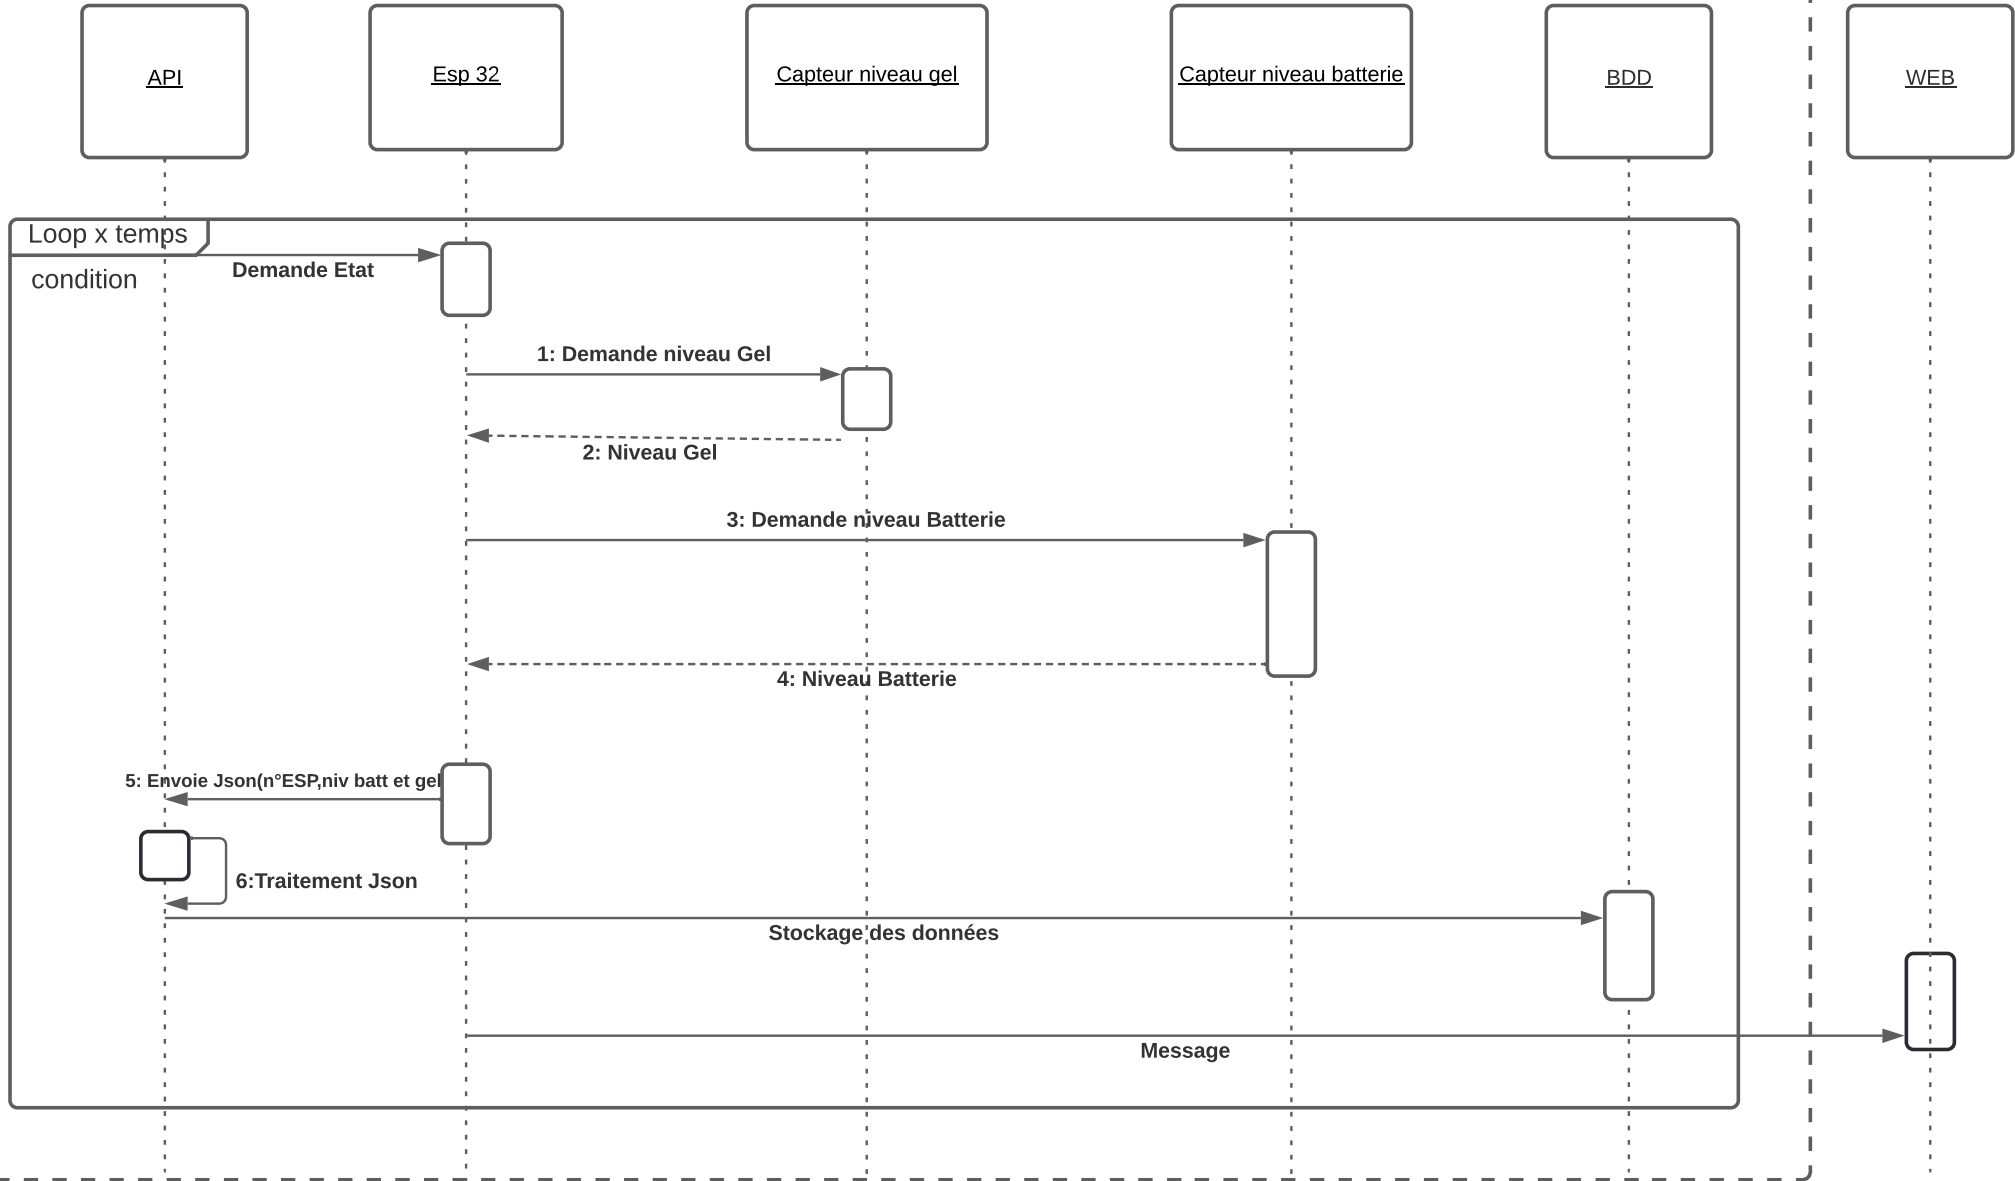 API
Esp 32
Capteur niveau gel
Capteur niveau batterie
BDD
WEB
Loop x temps
condition
Demande Etat
1: Demande niveau Gel
2: Niveau Gel
3: Demande niveau Batterie
4: Niveau Batterie
5: Envoie Json(n°ESP,niv batt et gel
6:Traitement Json
Stockage des données
Message